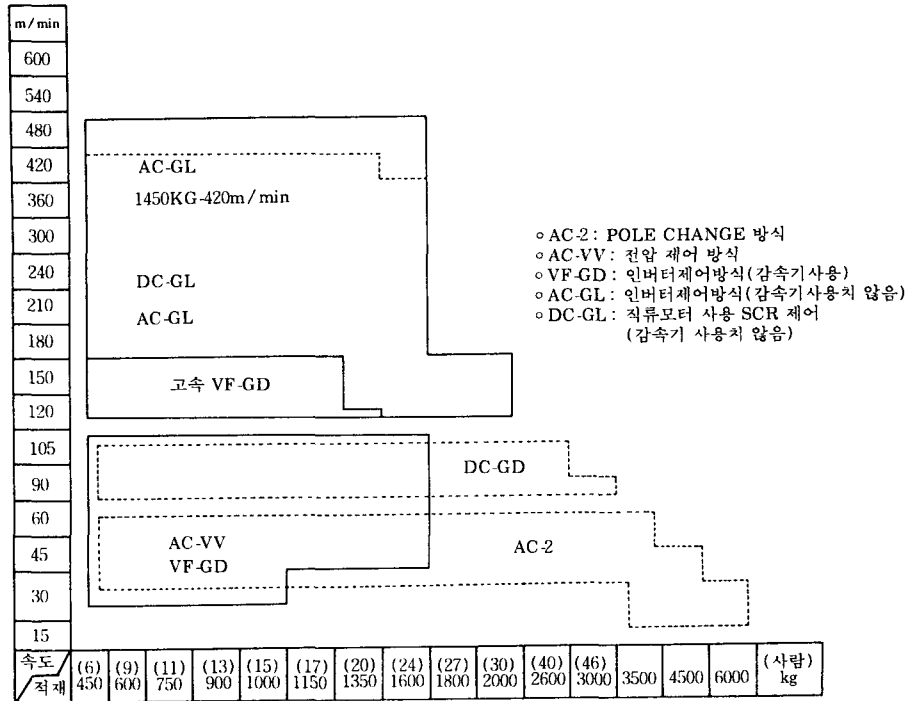 m/min
600
540
480
420
360
300
240
210
180
150
120
105
90
60
45
30
15
속도
적재
AC-GL
1450KG-420m/min
DC-GL
AC-GL
고속 VF-GD
DC-GD
AC-VV
VF-GD
AC-2
◦ AC-2: POLE CHANGE 방식
◦ AC-VV: 전압 제어 방식
◦ VF-GD: 인버터제어방식(감속기사용)
◦ AC-GL: 인버터제어방식(감속기사용치 않음)
◦ DC-GL: 직류모터 사용 SCR 제어
(감속기 사용치 않음)
(6) (9) (11) (13) (15) (17) (20) (24) (27) (30) (40) (46) (사람)
450 600 750 900 1000 1150 1350 1600 1800 2000 2600 3000 3500 4500 6000 kg